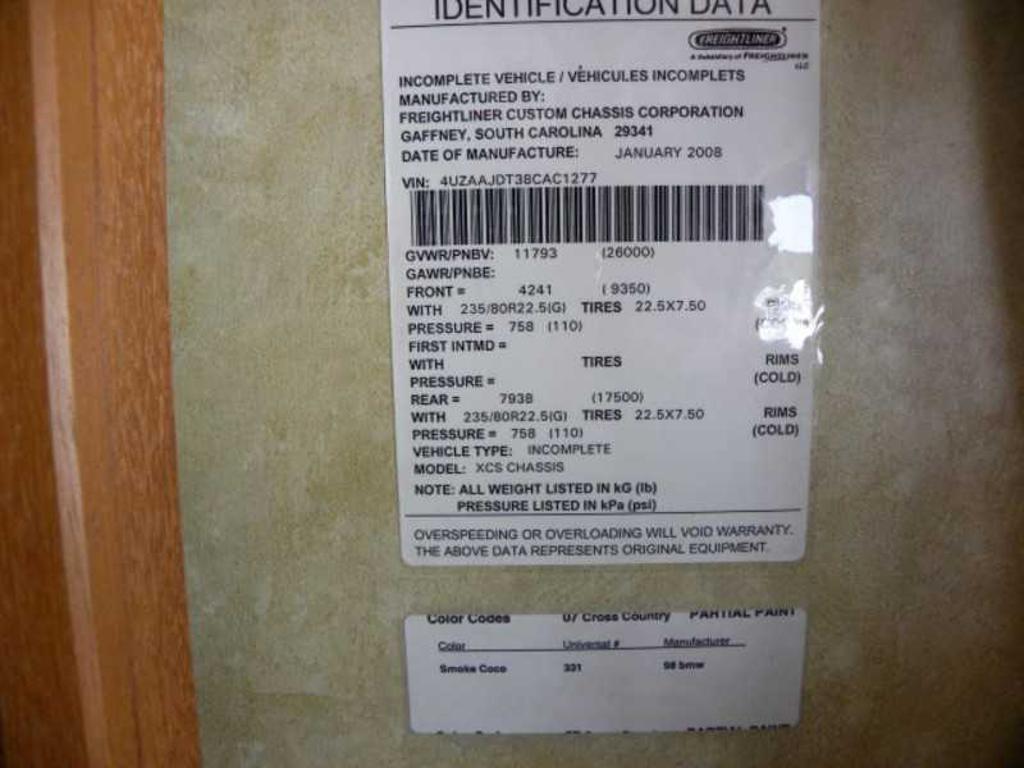 IDENTIFICATION DATA
FREIGHTLINER
A Subsidiary of FREIGHTLINER LLC
INCOMPLETE VEHICLE / VÉHICULES INCOMPLETS
MANUFACTURED BY:
FREIGHTLINER CUSTOM CHASSIS CORPORATION
GAFFNEY, SOUTH CAROLINA 29341
DATE OF MANUFACTURE: JANUARY 2008
VIN: 4UZAAJDT38CAC1277
GVWR/PNBV: 11793 (26000)
GAWR/PNBE:
FRONT = 4241 ( 9350)
WITH 235/80R22.5(G) TIRES 22.5X7.50
PRESSURE = 758 (110)
FIRST INTMD =
WITH TIRES RIMS
PRESSURE = (COLD)
REAR = 7938 (17500)
WITH 235/80R22.5(G) TIRES 22.5X7.50 RIMS
PRESSURE = 758 (110) (COLD)
VEHICLE TYPE: INCOMPLETE
MODEL: XCS CHASSIS
NOTE: ALL WEIGHT LISTED IN kG (lb)
PRESSURE LISTED IN kPa (psi)
OVERSPEEDING OR OVERLOADING WILL VOID WARRANTY.
THE ABOVE DATA REPRESENTS ORIGINAL EQUIPMENT.
Color Codes 07 Cross Country PARTIAL PAINT
Color Universal # Manufacturer
Smoke Coco 331 98 bmw